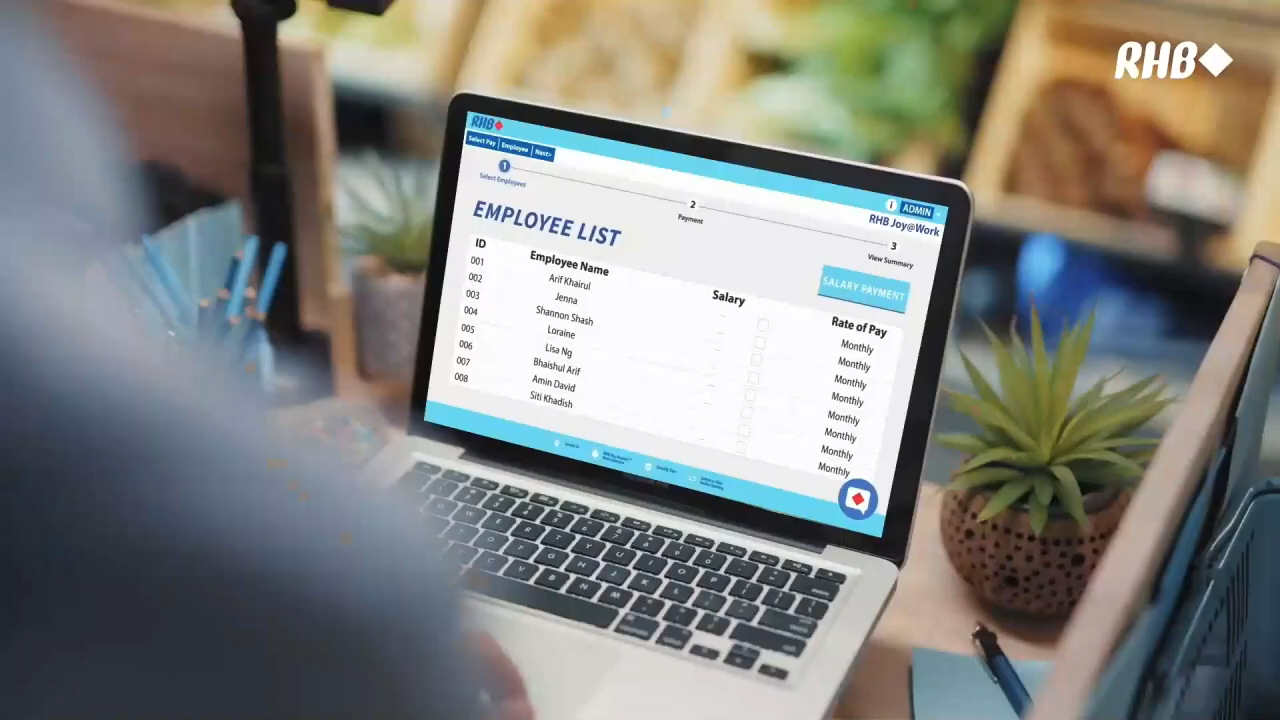 RHB
RHB
Select Pay Employee Next>
i ADMIN
RHB Joy@Work
1 2 3
Select Employees Payment View Summary
EMPLOYEE LIST
SALARY PAYMENT
ID Employee Name Salary Rate of Pay
001 Arif Khairul Monthly
002 Jenna Monthly
003 Shannon Shash Monthly
004 Loraine Monthly
005 Lisa Ng Monthly
006 Bhaishul Arif Monthly
007 Amin David Monthly
008 Siti Khadish Monthly